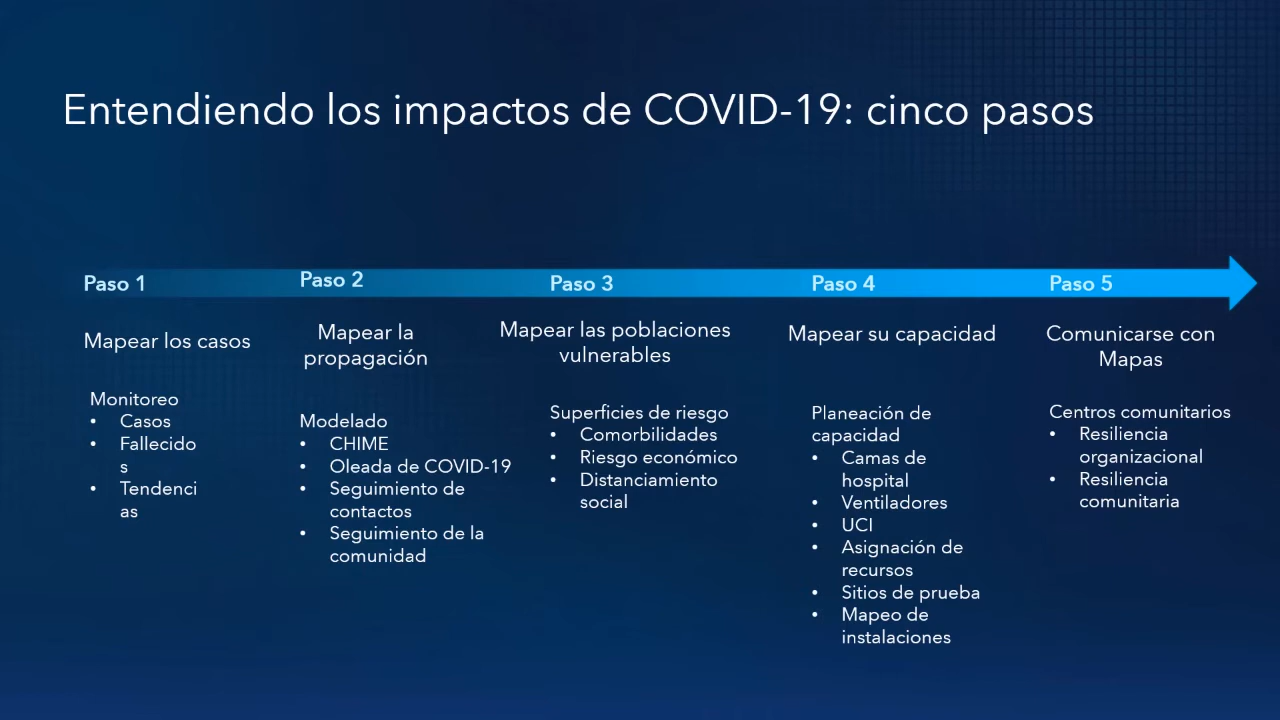 Entendiendo los impactos de COVID-19: cinco pasos
Paso 1
Mapear los casos
Monitoreo
• Casos
• Fallecido
s
• Tendenci
as
Paso 2
Mapear la
propagación
Modelado
• CHIME
• Oleada de COVID-19
• Seguimiento de
contactos
• Seguimiento de la
comunidad
Paso 3
Mapear las poblaciones
vulnerables
Superficies de riesgo
• Comorbilidades
• Riesgo económico
• Distanciamiento
social
Paso 4
Mapear su capacidad
Planeación de
capacidad
• Camas de
hospital
• Ventiladores
• UCI
• Asignación de
recursos
• Sitios de prueba
• Mapeo de
instalaciones
Paso 5
Comunicarse con
Mapas
Centros comunitarios
• Resiliencia
organizacional
• Resiliencia
comunitaria